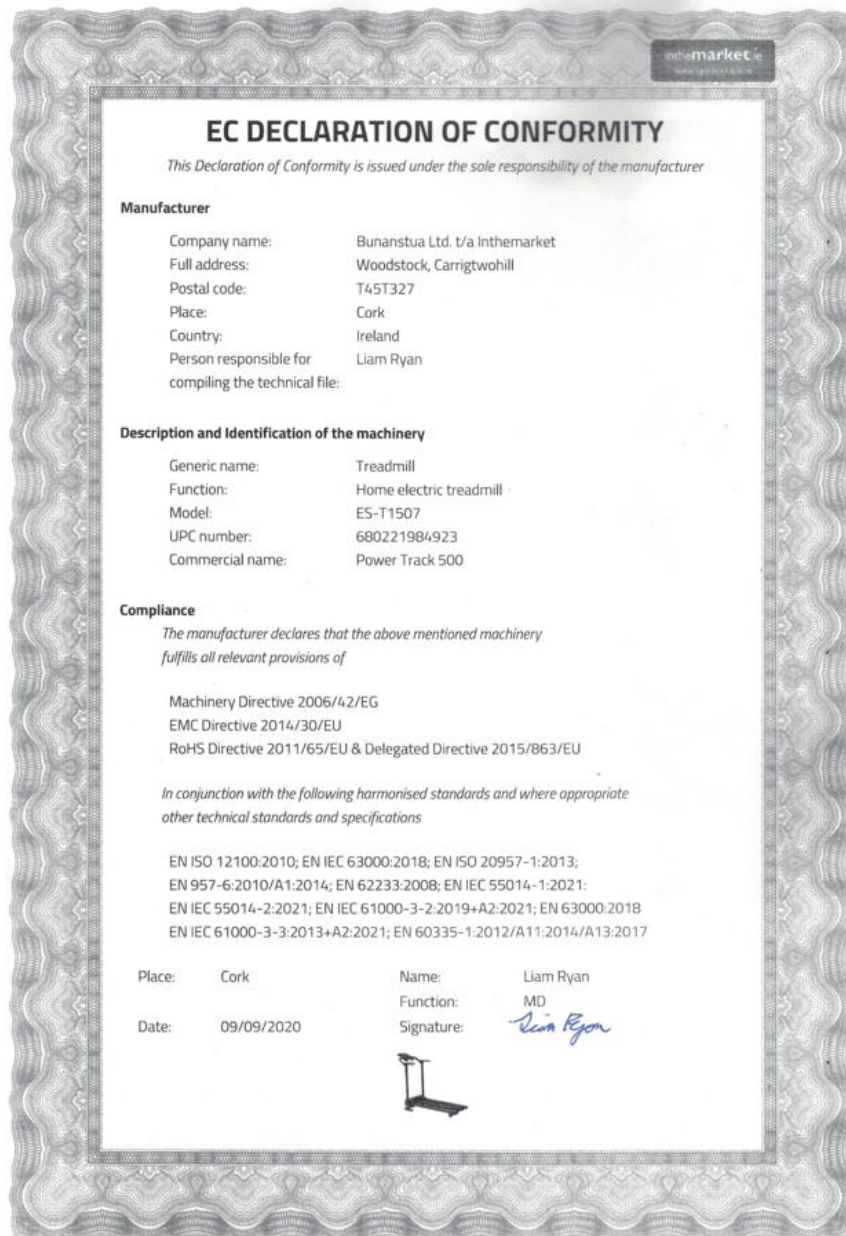 inthemarket.ie
EC DECLARATION OF CONFORMITY
This Declaration of Conformity is issued under the sole responsibility of the manufacturer
Manufacturer
Company name: Bunanstua Ltd. t/a Inthemarket
Full address: Woodstock, Carrigtwohill
Postal code: T45T327
Place: Cork
Country: Ireland
Person responsible for Liam Ryan
compiling the technical file:
Description and Identification of the machinery
Generic name: Treadmill
Function: Home electric treadmill
Model: ES-T1507
UPC number: 680221984923
Commercial name: Power Track 500
Compliance
The manufacturer declares that the above mentioned machinery
fulfills all relevant provisions of
Machinery Directive 2006/42/EG
EMC Directive 2014/30/EU
RoHS Directive 2011/65/EU & Delegated Directive 2015/863/EU
In conjunction with the following harmonised standards and where appropriate
other technical standards and specifications
EN ISO 12100:2010; EN IEC 63000:2018; EN ISO 20957-1:2013;
EN 957-6:2010/A1:2014; EN 62233:2008; EN IEC 55014-1:2021:
EN IEC 55014-2:2021; EN IEC 61000-3-2:2019+A2:2021; EN 63000:2018
EN IEC 61000-3-3:2013+A2:2021; EN 60335-1:2012/A11:2014/A13:2017
Place: Cork Name: Liam Ryan
Function: MD
Date: 09/09/2020 Signature: Liam Ryan